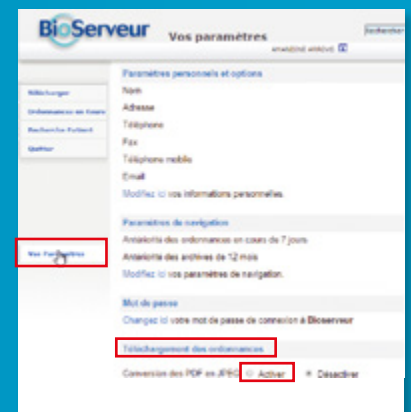 BioServeur
Vos paramètres
Rechercher
Paramètres personnels et options
Nom
Adresse
Téléphone
Fax
Téléphone mobile
Email
Modifiez ici vos informations personnelles.
Télécharger
Ordonnances en Cours
Recherche Patient
Quitter
Paramètres de navigation
Antériorité des ordonnances en cours de 7 jours
Antériorité des archives de 12 mois
Modifiez ici vos paramètres de navigation.
Vos Paramètres
Mot de passe
Changez ici votre mot de passe de connexion à Bioserveur
Téléchargement des ordonnances
Conversion des PDF en JPEG Activer Désactiver